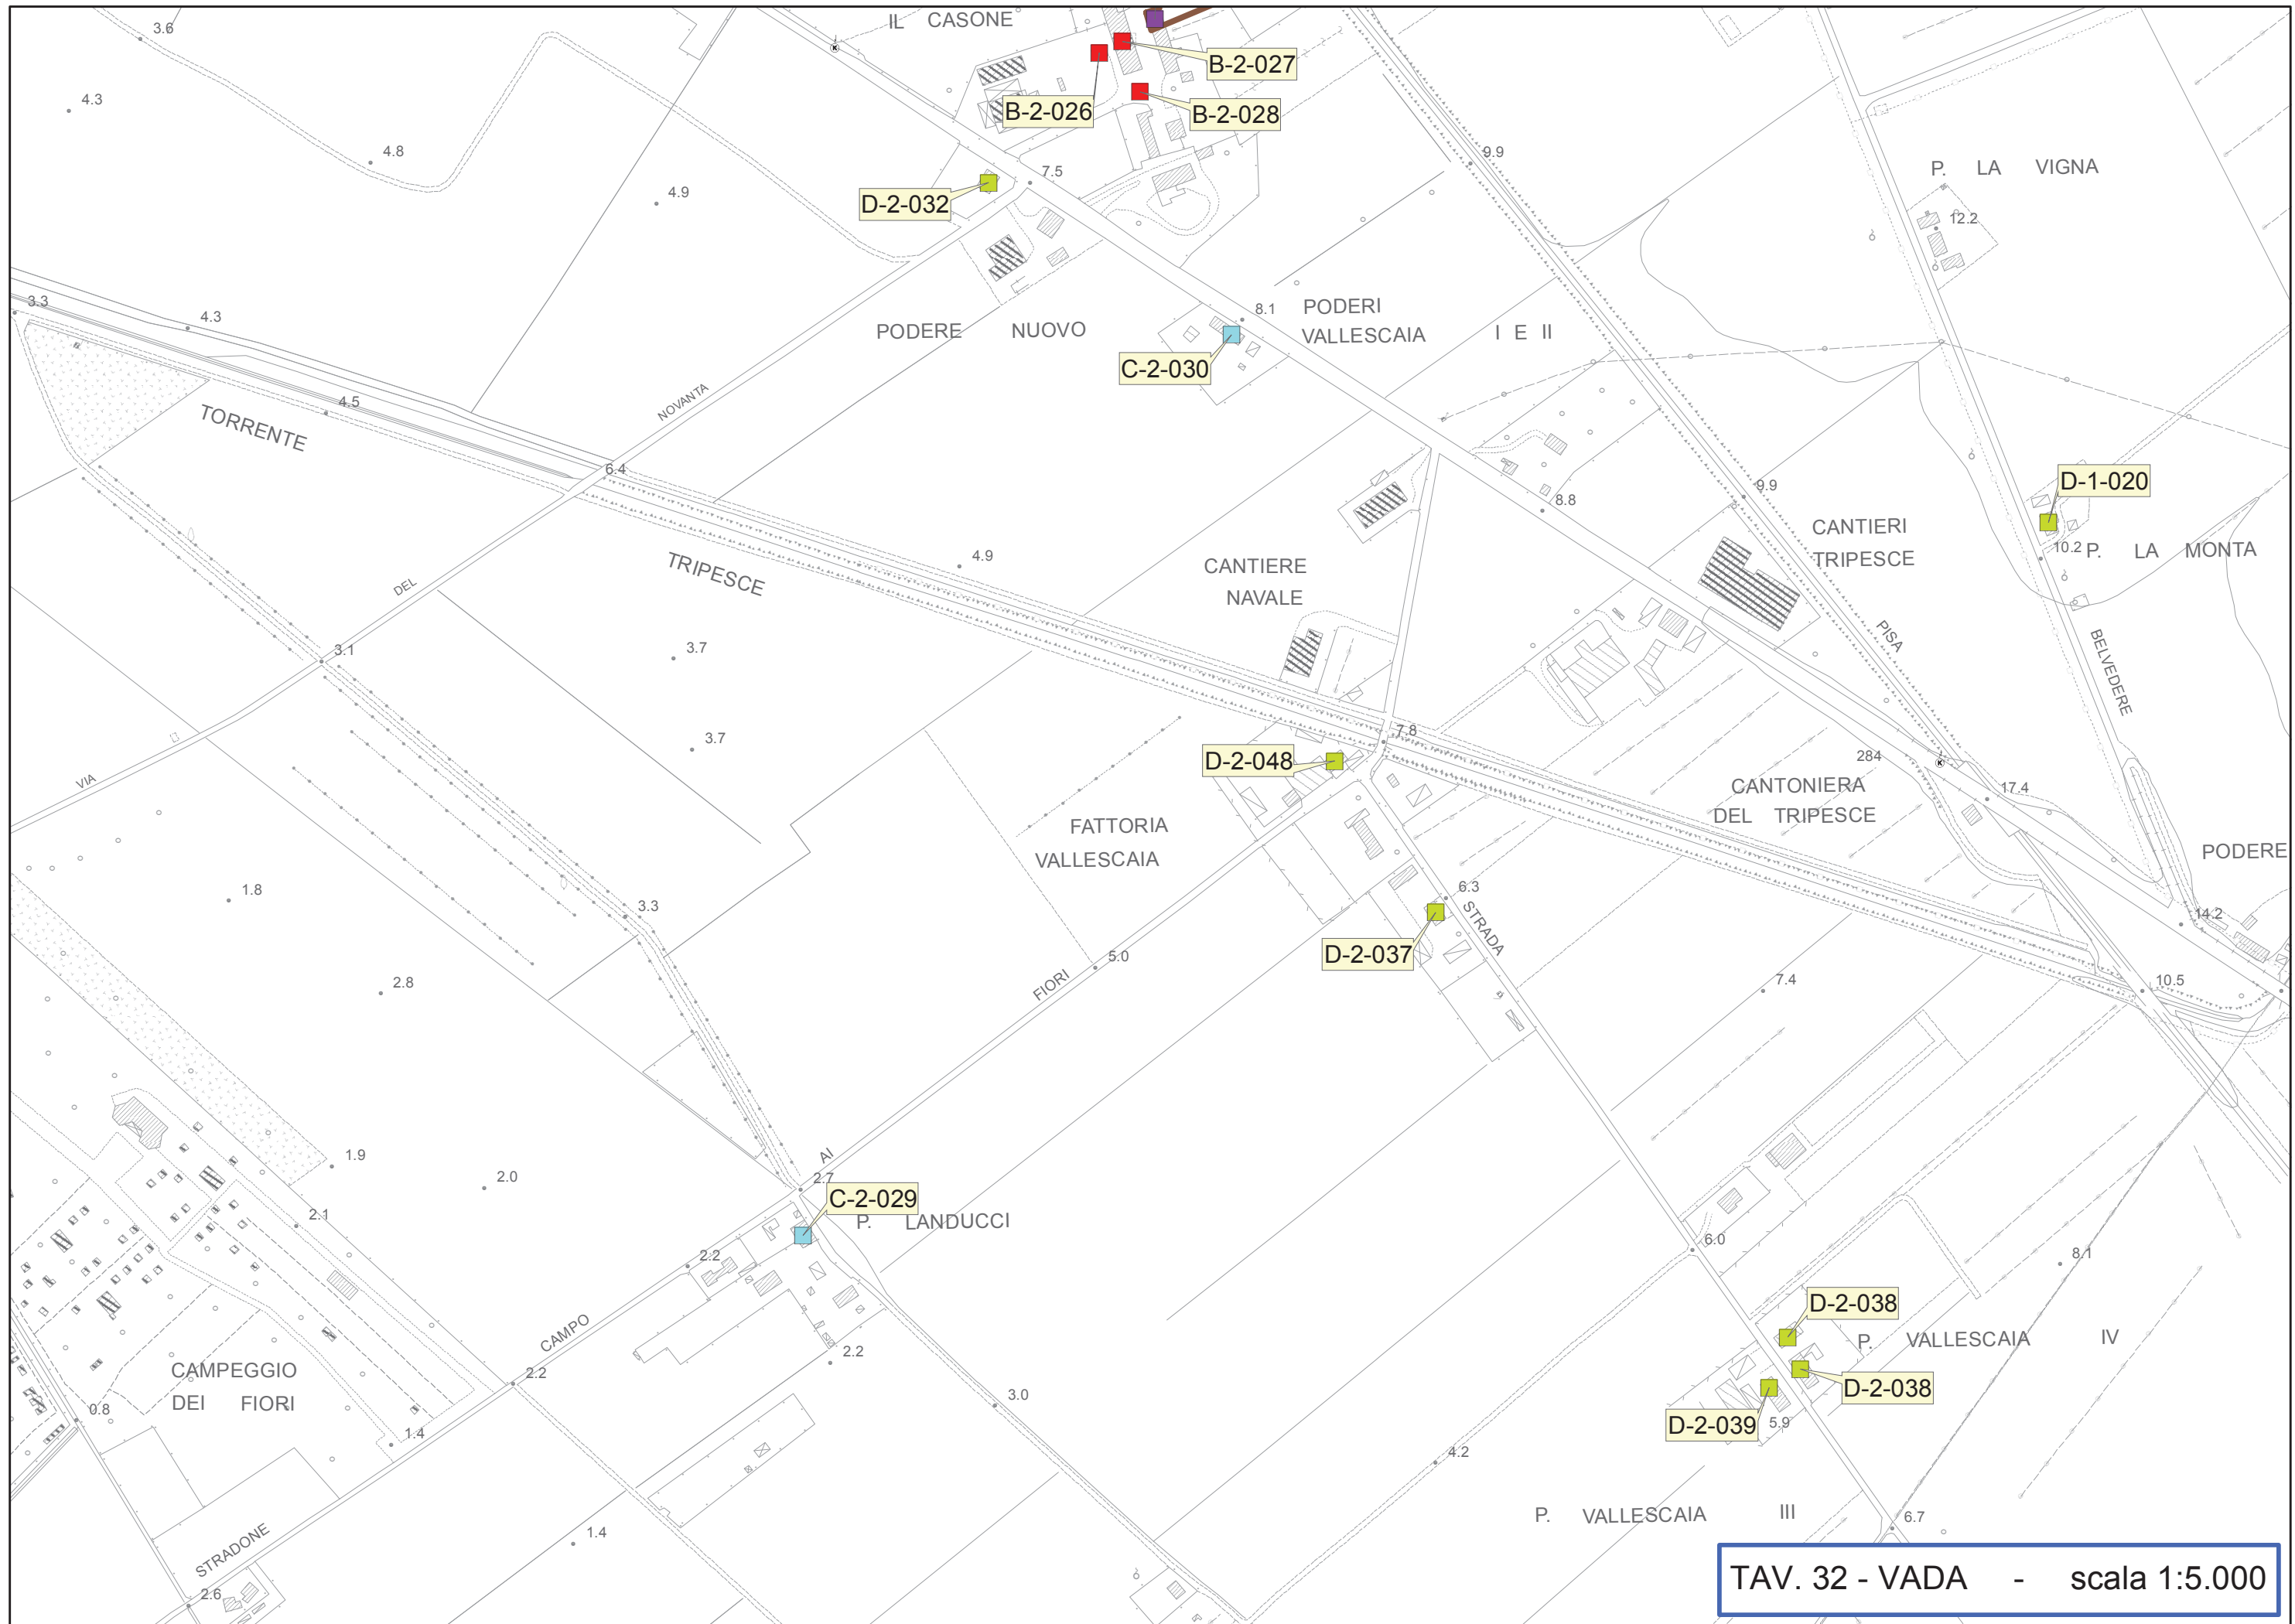 IL CASONE
3.6
B-2-027
4.3
B-2-026
B-2-028
4.8
9.9
P. LA VIGNA
7.5
4.9
D-2-032
12.2
3.3
4.3
8.1
PODERI
VALLESCAIA I E II
PODERE NUOVO
C-2-030
NOVANTA
4.5
TORRENTE
6.4
D-1-020
9.9
8.8
CANTIERI
TRIPESCE
10.2
P. LA MONTA
4.9
CANTIERE
NAVALE
TRIPESCE
DEL
PISA
3.1
3.7
BELVEDERE
3.7
7.8
D-2-048
284
VIA
CANTONIERA
DEL TRIPESCE
17.4
FATTORIA
VALLESCAIA
PODERE
1.8
6.3
3.3
STRADA
14.2
D-2-037
5.0
FIORI
2.8
7.4
10.5
1.9
AI
2.0
2.7
C-2-029
P. LANDUCCI
2.1
6.0
2.2
8.1
D-2-038
CAMPO
P. VALLESCAIA IV
2.2
CAMPEGGIO
DEI FIORI
2.2
D-2-038
3.0
0.8
D-2-039
5.9
1.4
4.2
P. VALLESCAIA III
6.7
1.4
STRADONE
2.6
TAV. 32 - VADA - scala 1:5.000